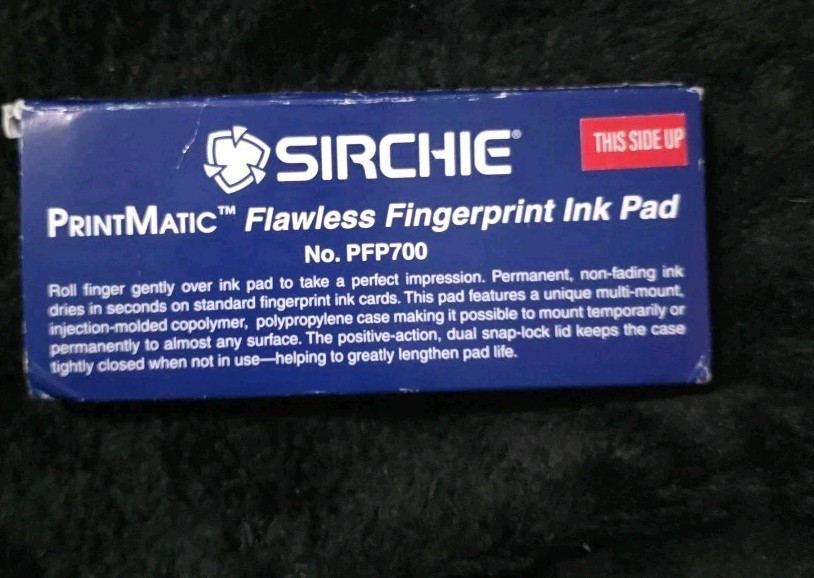 SIRCHIE®
THIS SIDE UP
PRINTMATIC™ Flawless Fingerprint Ink Pad
No. PFP700
Roll finger gently over ink pad to take a perfect impression. Permanent, non-fading ink
dries in seconds on standard fingerprint ink cards. This pad features a unique multi-mount,
injection-molded copolymer, polypropylene case making it possible to mount temporarily or
permanently to almost any surface. The positive-action, dual snap-lock lid keeps the case
tightly closed when not in use—helping to greatly lengthen pad life.